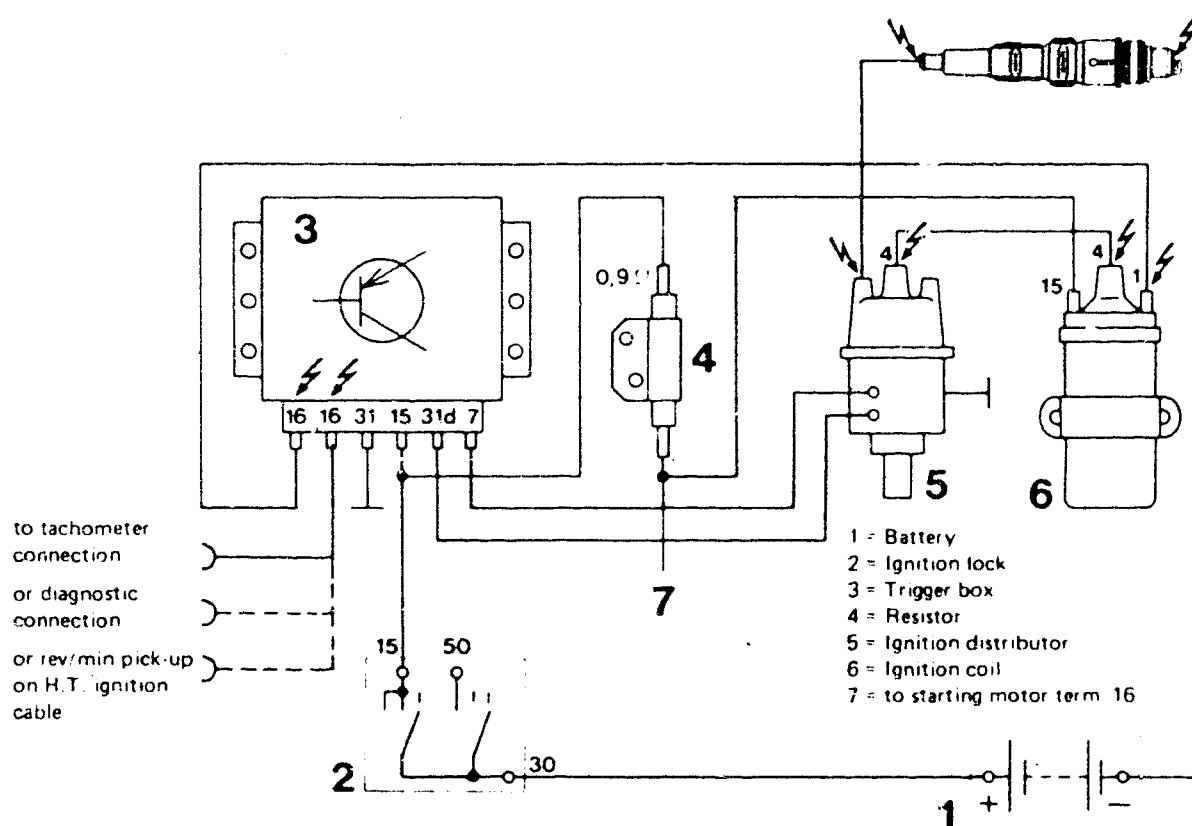 3
16 16 31 15 31d 7
0,9 Ω
4
4
5
15
4
1
6
to tachometer
connection
or diagnostic
connection
or rev/min pick-up
on H.T. ignition
cable
7
1 = Battery
2 = Ignition lock
3 = Trigger box
4 = Resistor
5 = Ignition distributor
6 = Ignition coil
7 = to starting motor term 16
15 50
2
30
1
+ –